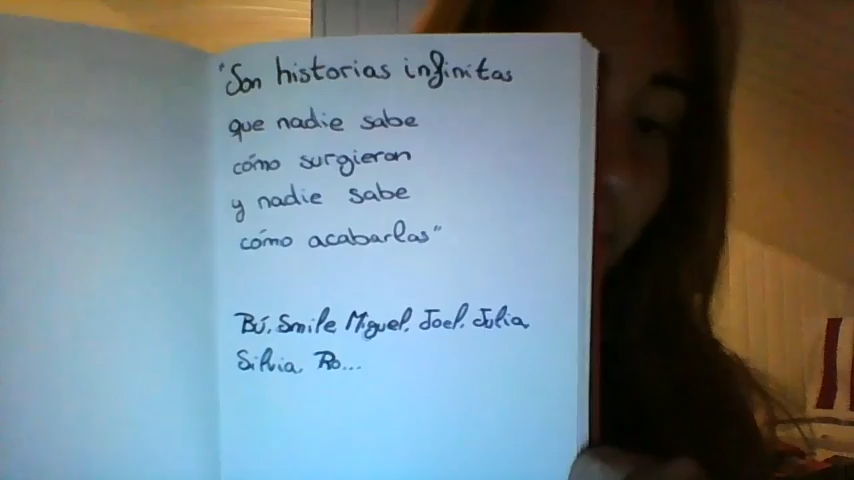 "Son historias infinitas
que nadie sabe
cómo surgieron
y nadie sabe
cómo acabarlas"
Bú, Smile Miguel, Joel, Julia,
Silvia, Ro...